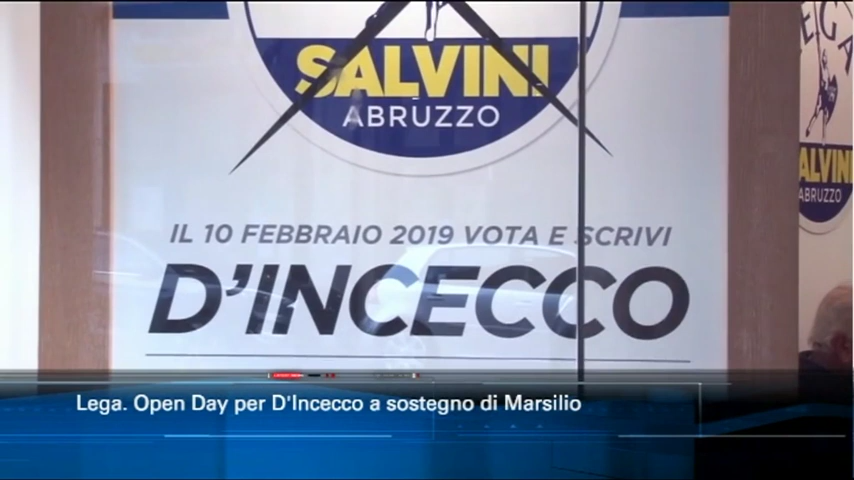 SALVINI
ABRUZZO
IL 10 FEBBRAIO 2019 VOTA E SCRIVI
D'INCECCO
LEGA
SALVINI
ABRUZZO
Lega. Open Day per D'Incecco a sostegno di Marsilio